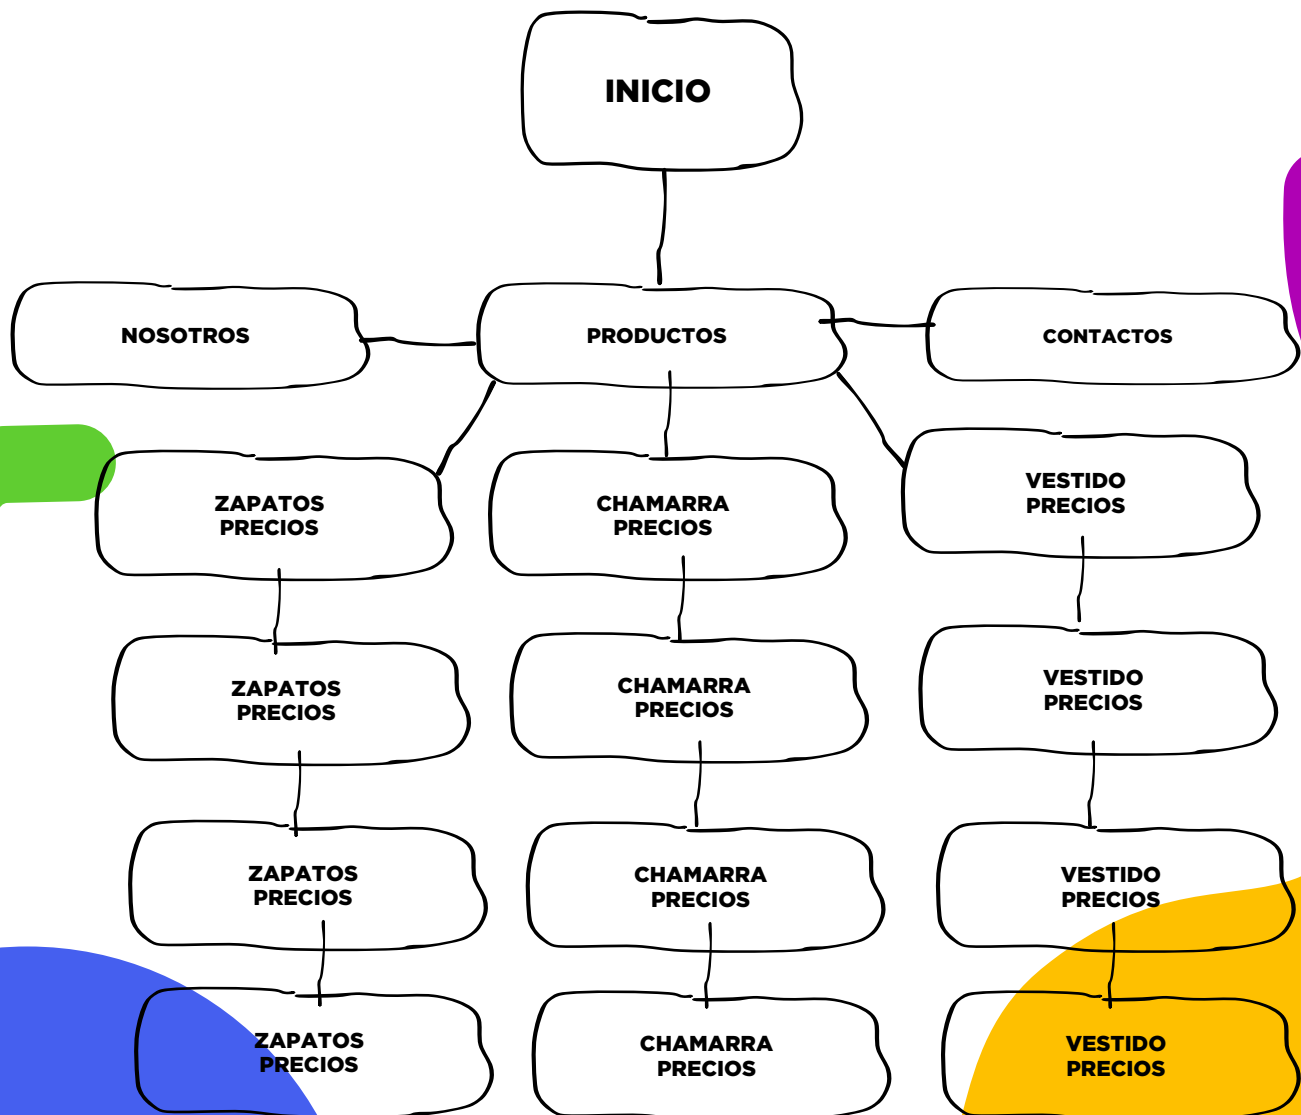 INICIO
NOSOTROS
PRODUCTOS
CONTACTOS
ZAPATOS
PRECIOS
CHAMARRA
PRECIOS
VESTIDO
PRECIOS
ZAPATOS
PRECIOS
CHAMARRA
PRECIOS
VESTIDO
PRECIOS
ZAPATOS
PRECIOS
CHAMARRA
PRECIOS
VESTIDO
PRECIOS
ZAPATOS
PRECIOS
CHAMARRA
PRECIOS
VESTIDO
PRECIOS